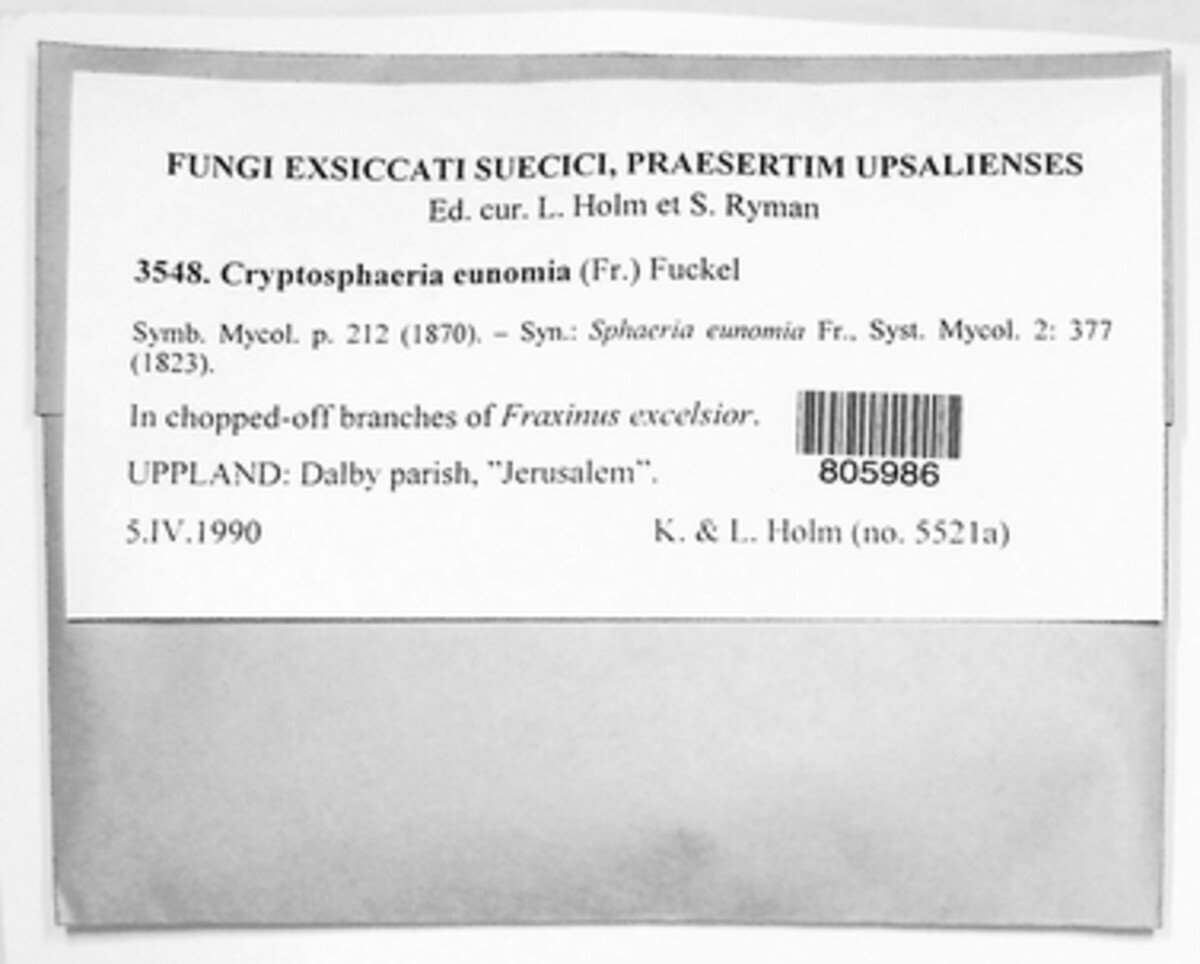 FUNGI EXSICCATI SUECICI, PRAESERTIM UPSALIENSES
Ed. cur. L. Holm et S. Ryman
3548. Cryptosphaeria eunomia (Fr.) Fuckel
Symb. Mycol. p. 212 (1870). – Syn.: Sphaeria eunomia Fr., Syst. Mycol. 2: 377
(1823).
In chopped-off branches of Fraxinus excelsior.
805986
UPPLAND: Dalby parish, "Jerusalem".
5.IV.1990 K. & L. Holm (no. 5521a)